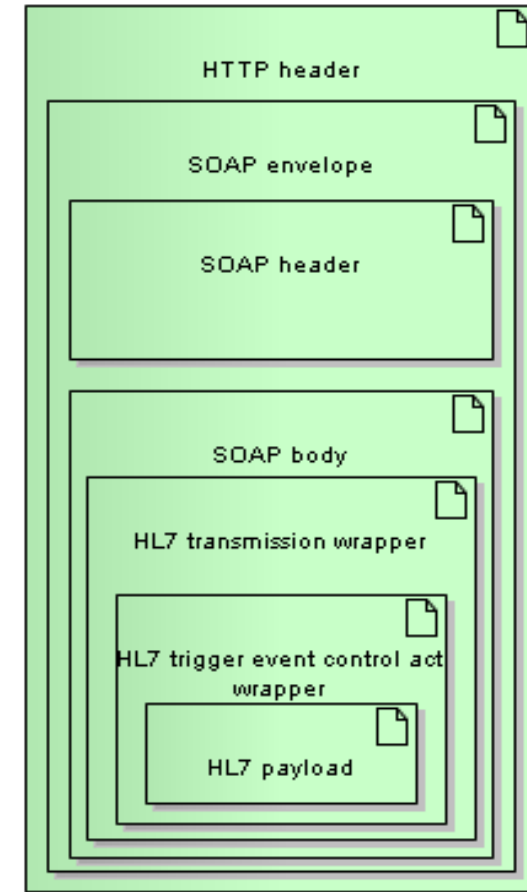 HTTP header
SOAP envelope
SOAP header
SOAP body
HL7 transmission wrapper
HL7 trigger event control act
wrapper
HL7 payload